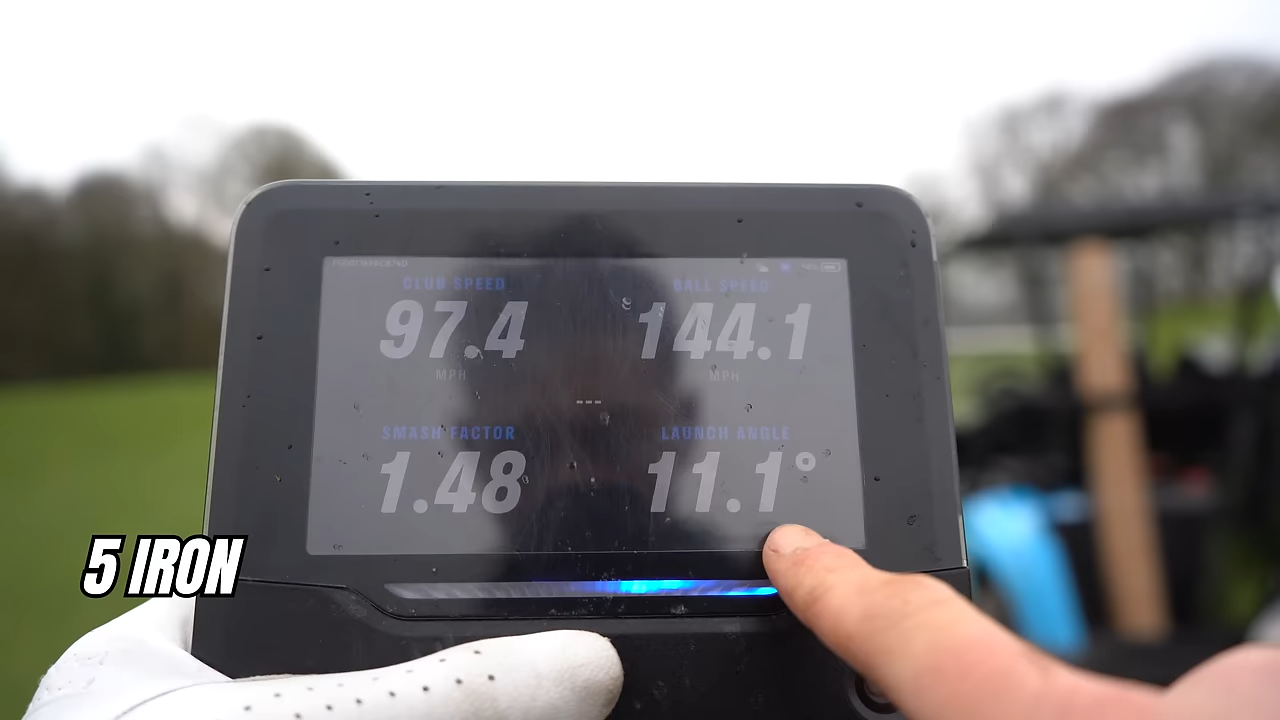 CLUB SPEED
97.4
MPH
BALL SPEED
144.1
MPH
---
SMASH FACTOR
1.48
LAUNCH ANGLE
11.1°
5 IRON